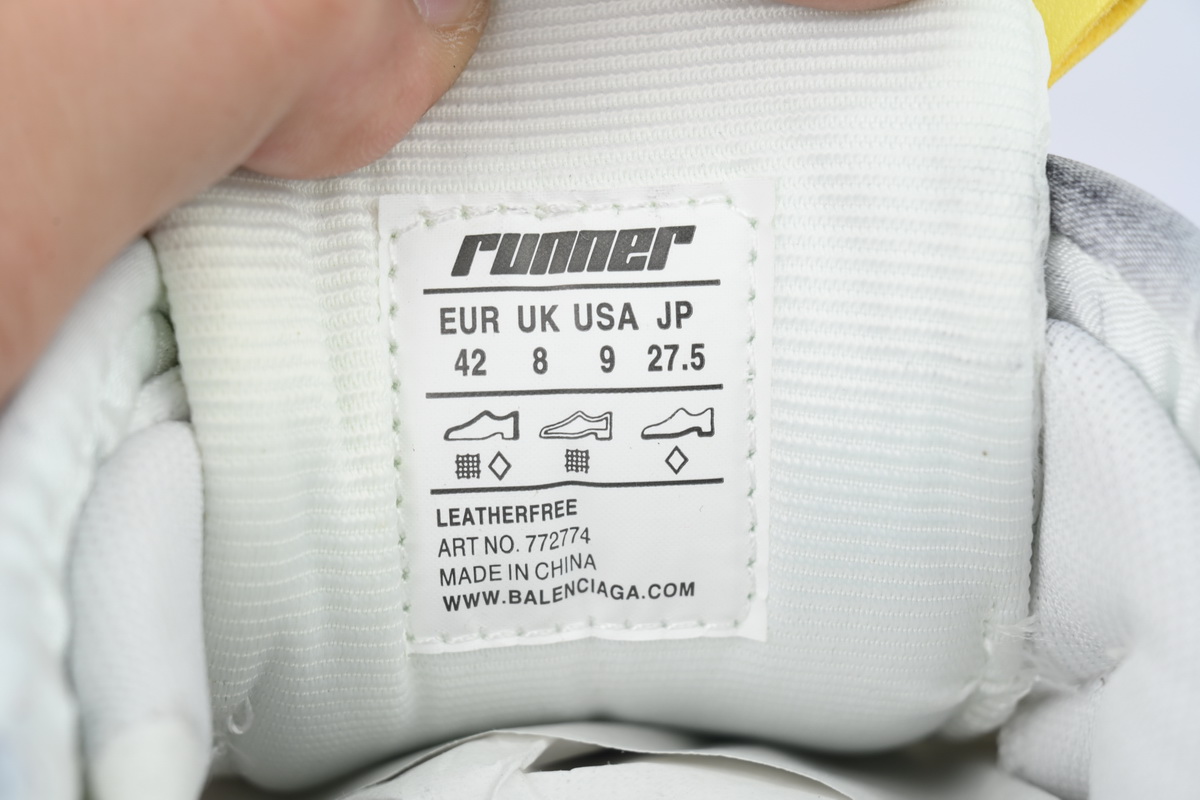 runner
EUR UK USA JP
42 8 9 27.5
LEATHERFREE
ART NO. 772774
MADE IN CHINA
WWW.BALENCIAGA.COM